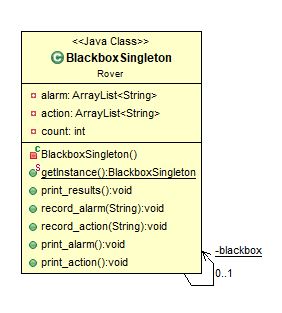 <<Java Class>>
BlackboxSingleton
Rover
alarm: ArrayList<String>
action: ArrayList<String>
count: int
BlackboxSingleton()
getInstance():BlackboxSingleton
print_results():void
record_alarm(String):void
record_action(String):void
print_alarm():void
print_action():void
-blackbox
0..1